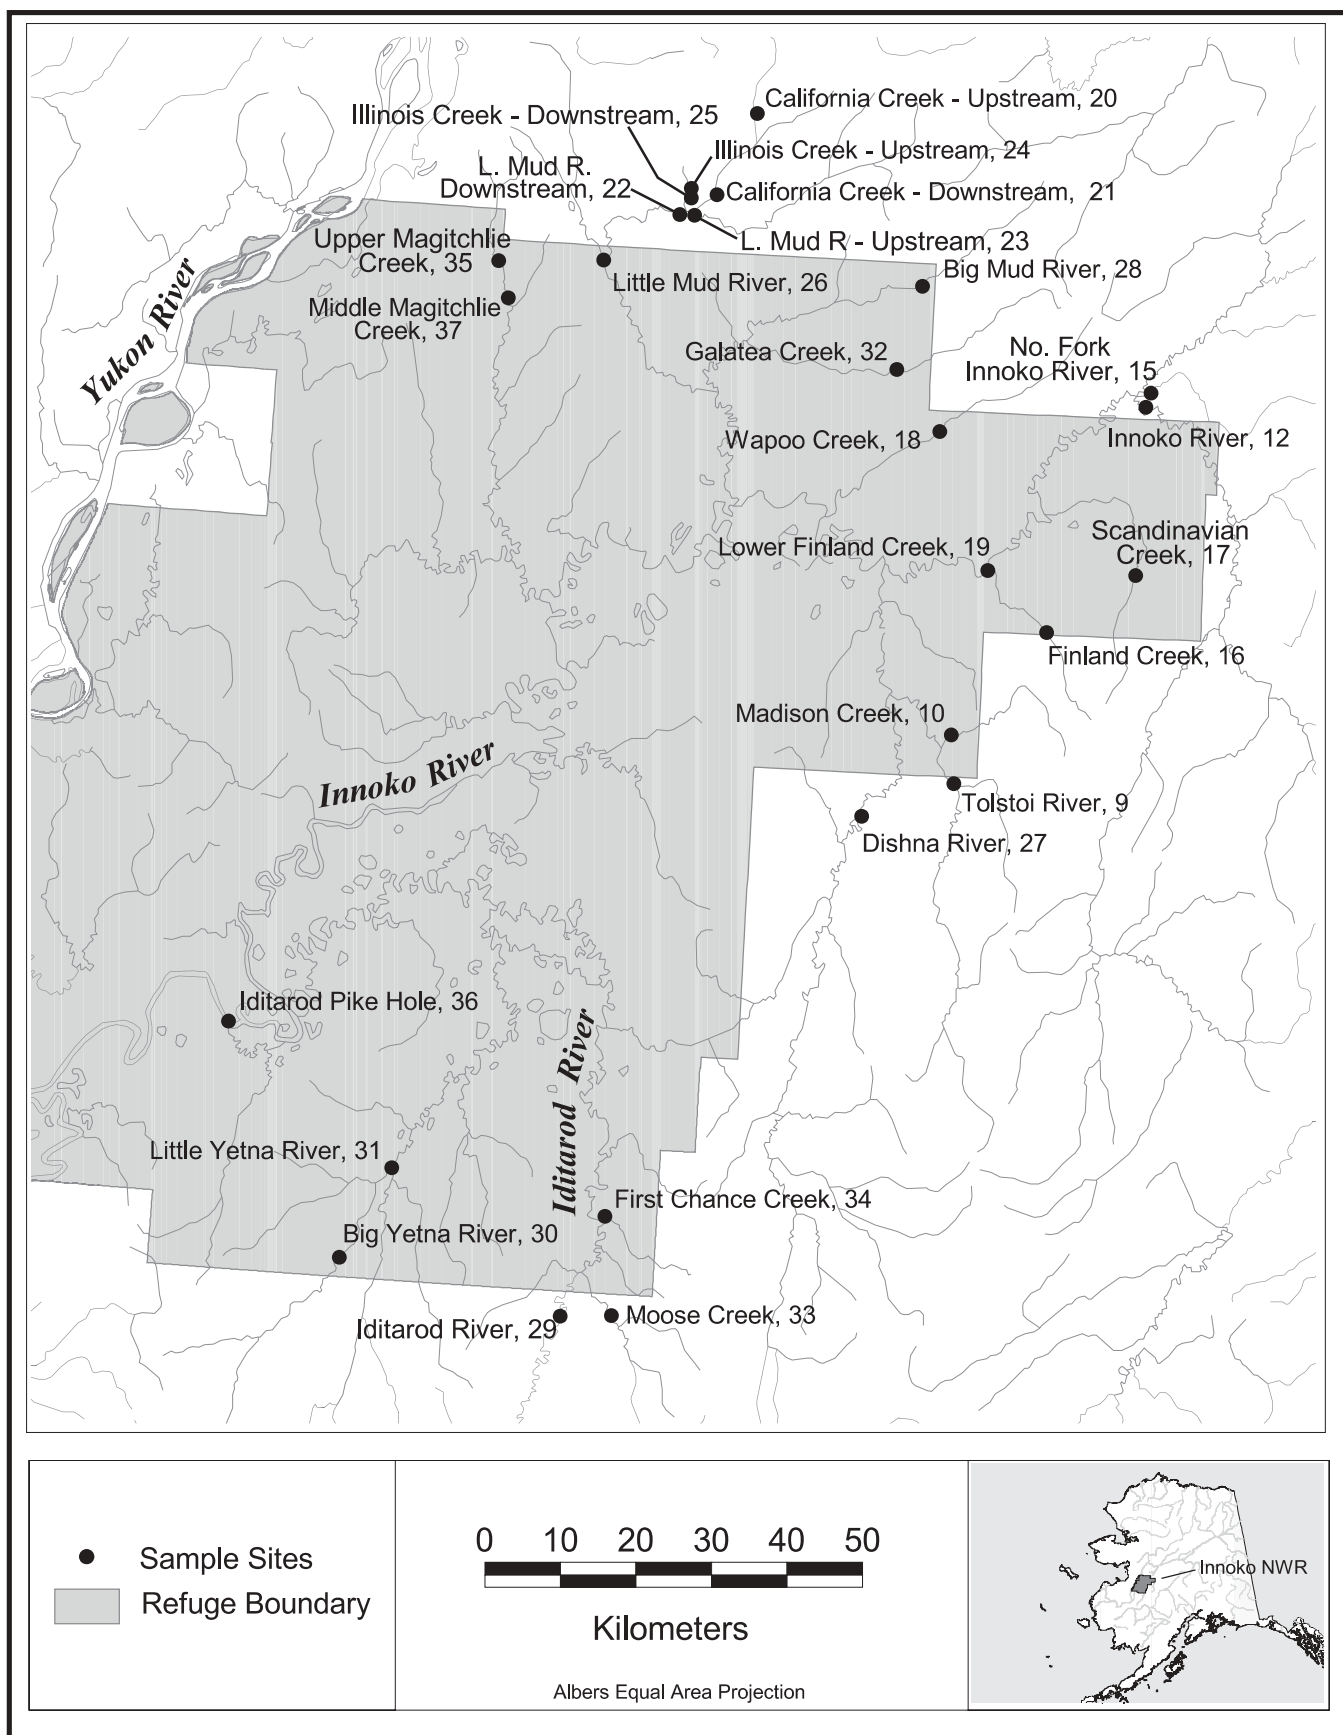 California Creek - Upstream, 20
Illinois Creek - Downstream, 25
Illinois Creek - Upstream, 24
L. Mud R.
Downstream, 22
California Creek - Downstream, 21
L. Mud R - Upstream, 23
Upper Magitchlie
Creek, 35
Little Mud River, 26
Big Mud River, 28
Middle Magitchlie
Creek, 37
Yukon River
Galatea Creek, 32
No. Fork
Innoko River, 15
Wapoo Creek, 18
Innoko River, 12
Lower Finland Creek, 19
Scandinavian
Creek, 17
Finland Creek, 16
Madison Creek, 10
Innoko River
Tolstoi River, 9
Dishna River, 27
Iditarod Pike Hole, 36
Iditarod River
Little Yetna River, 31
First Chance Creek, 34
Big Yetna River, 30
Iditarod River, 29
Moose Creek, 33
Sample Sites
Refuge Boundary
0 10 20 30 40 50
Kilometers
Albers Equal Area Projection
Innoko NWR